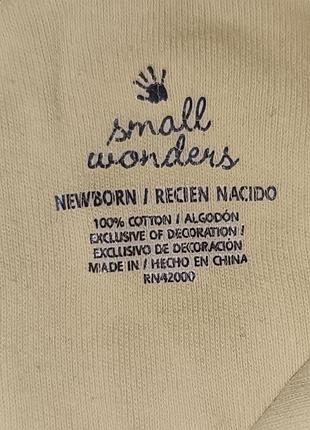 small
wonders
NEWBORN / RECIEN NACIDO
100% COTTON / ALGODÓN
EXCLUSIVE OF DECORATION /
EXCLUSIVO DE DECORACIÓN
MADE IN / HECHO EN CHINA
RN42000